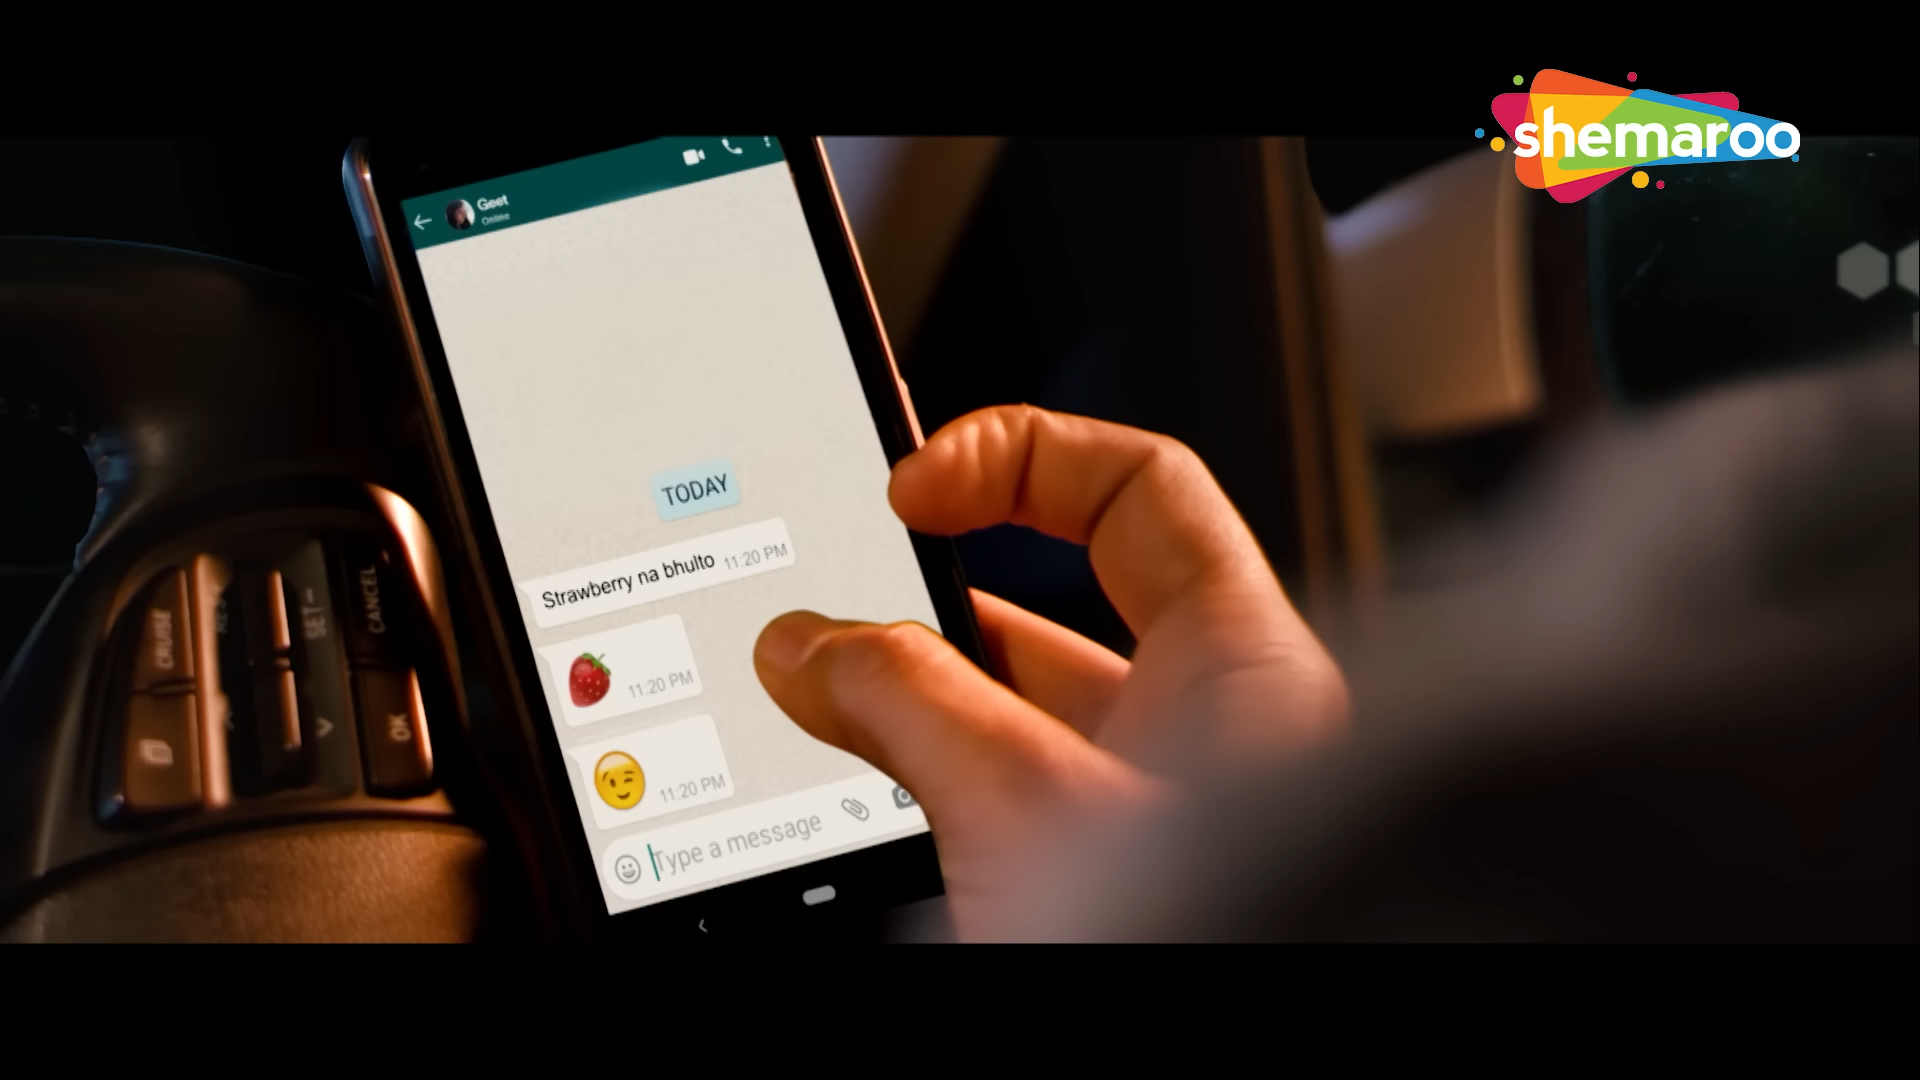 shemaroo
Geet
Online
TODAY
Strawberry na bhulto 11:20 PM
11:20 PM
11:20 PM
Type a message
CRUISE
SET-
CANCEL
OK